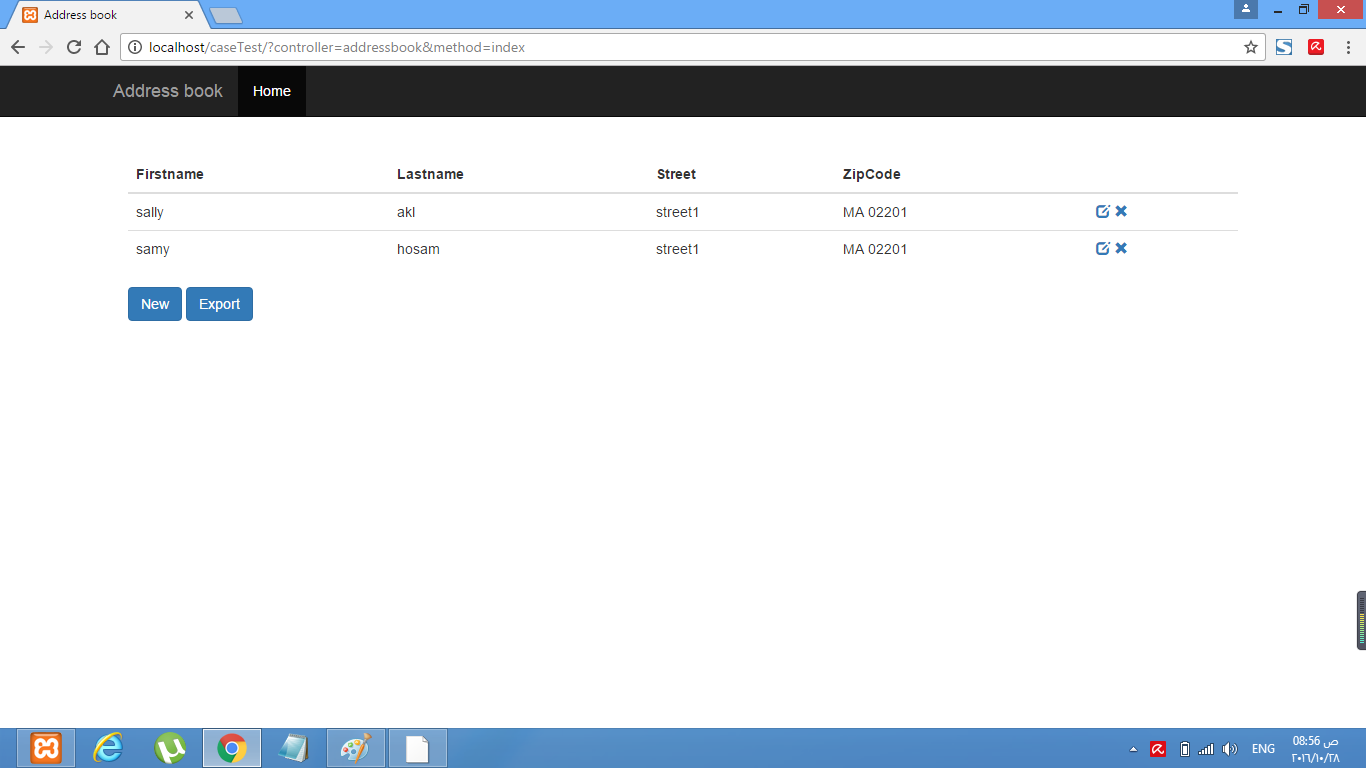 Address book
localhost/caseTest/?controller=addressbook&method=index
Address book Home
Firstname Lastname Street ZipCode
sally akl street1 MA 02201
samy hosam street1 MA 02201
New Export
ENG 08:56 ص
٢٠١٦/١٠/٢٨